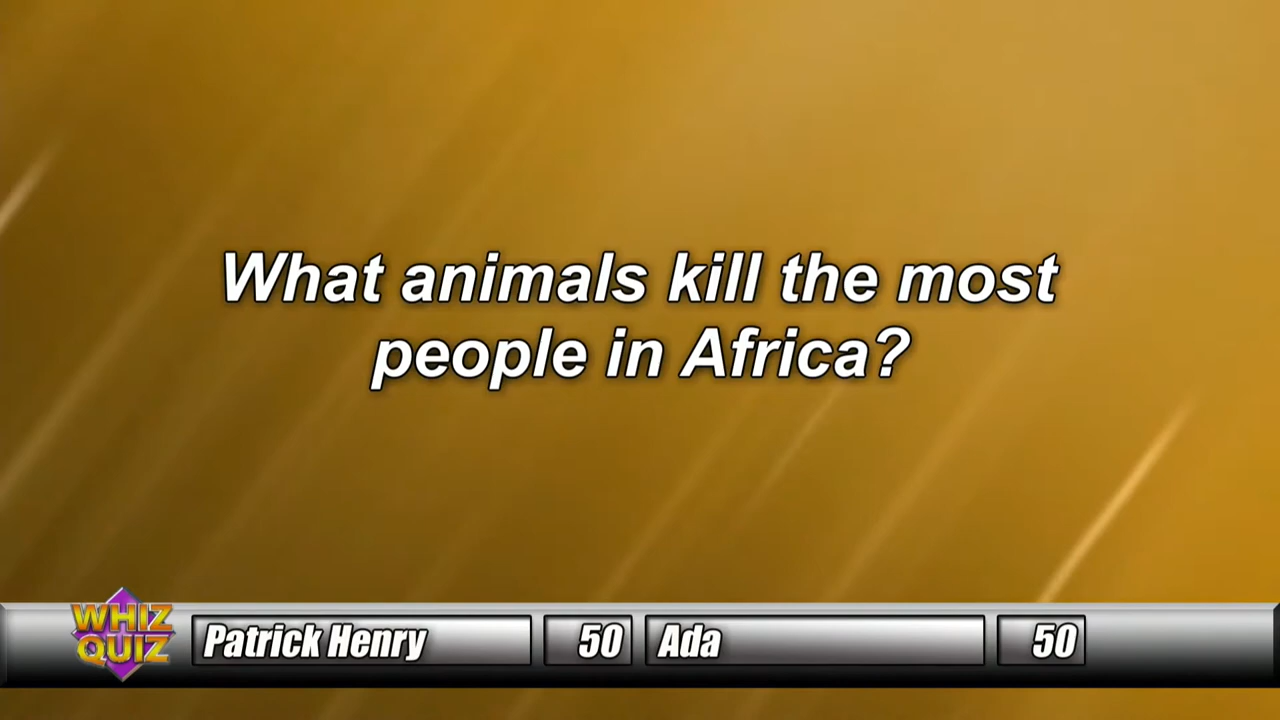 What animals kill the most
people in Africa?
WHIZ
QUIZ
Patrick Henry 50 Ada 50